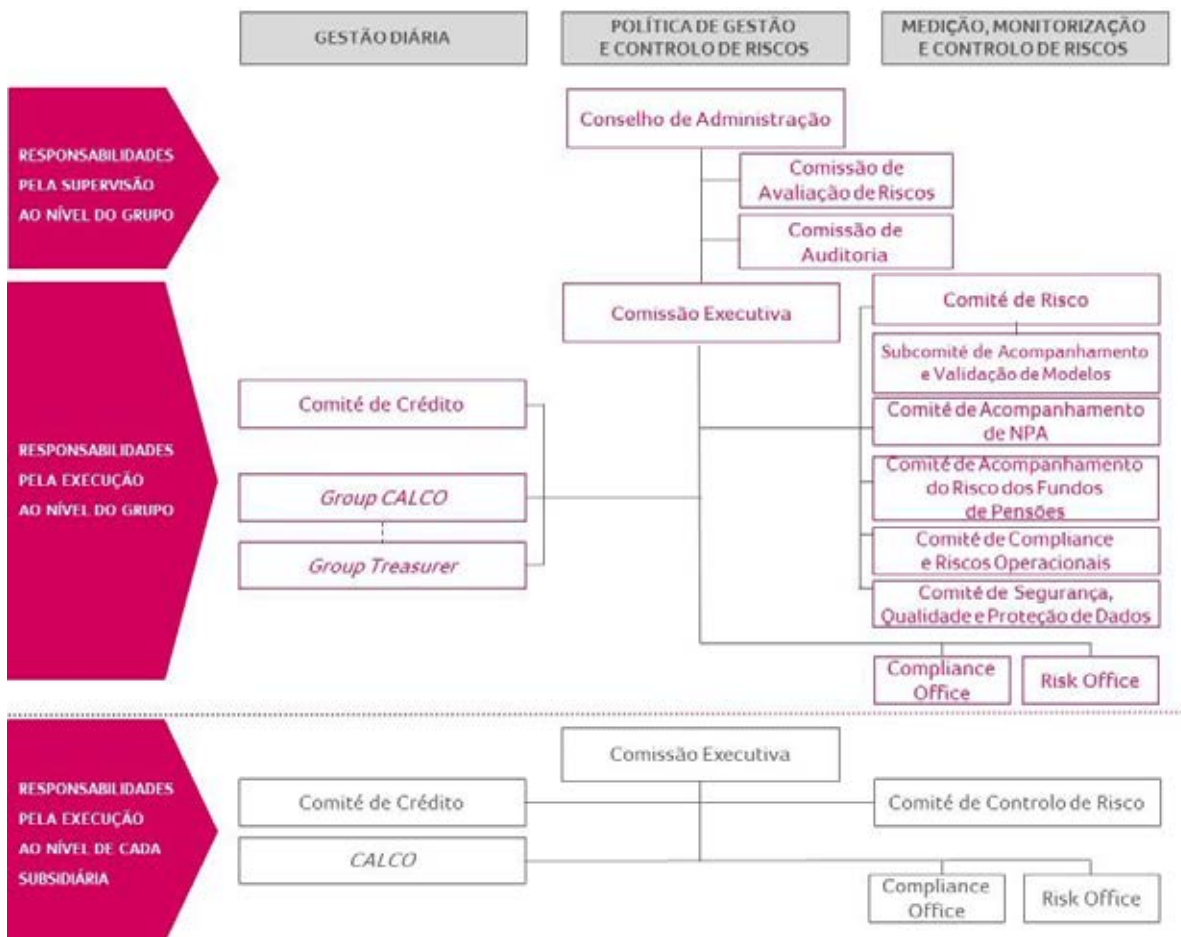 GESTÃO DIÁRIA
POLÍTICA DE GESTÃO
E CONTROLO DE RISCOS
MEDIÇÃO, MONITORIZAÇÃO
E CONTROLO DE RISCOS
RESPONSABILIDADES
PELA SUPERVISÃO
AO NÍVEL DO GRUPO
Conselho de Administração
Comissão de
Avaliação de Riscos
Comissão de
Auditoria
RESPONSABILIDADES
PELA EXECUÇÃO
AO NÍVEL DO GRUPO
Comissão Executiva
Comité de Crédito
Group CALCO
Group Treasurer
Comité de Risco
Subcomité de Acompanhamento
e Validação de Modelos
Comité de Acompanhamento
de NPA
Comité de Acompanhamento
do Risco dos Fundos
de Pensões
Comité de Compliance
e Riscos Operacionais
Comité de Segurança,
Qualidade e Proteção de Dados
Compliance
Office
Risk Office
RESPONSABILIDADES
PELA EXECUÇÃO
AO NÍVEL DE CADA
SUBSIDIÁRIA
Comissão Executiva
Comité de Crédito
Comité de Controlo de Risco
CALCO
Compliance
Office
Risk Office